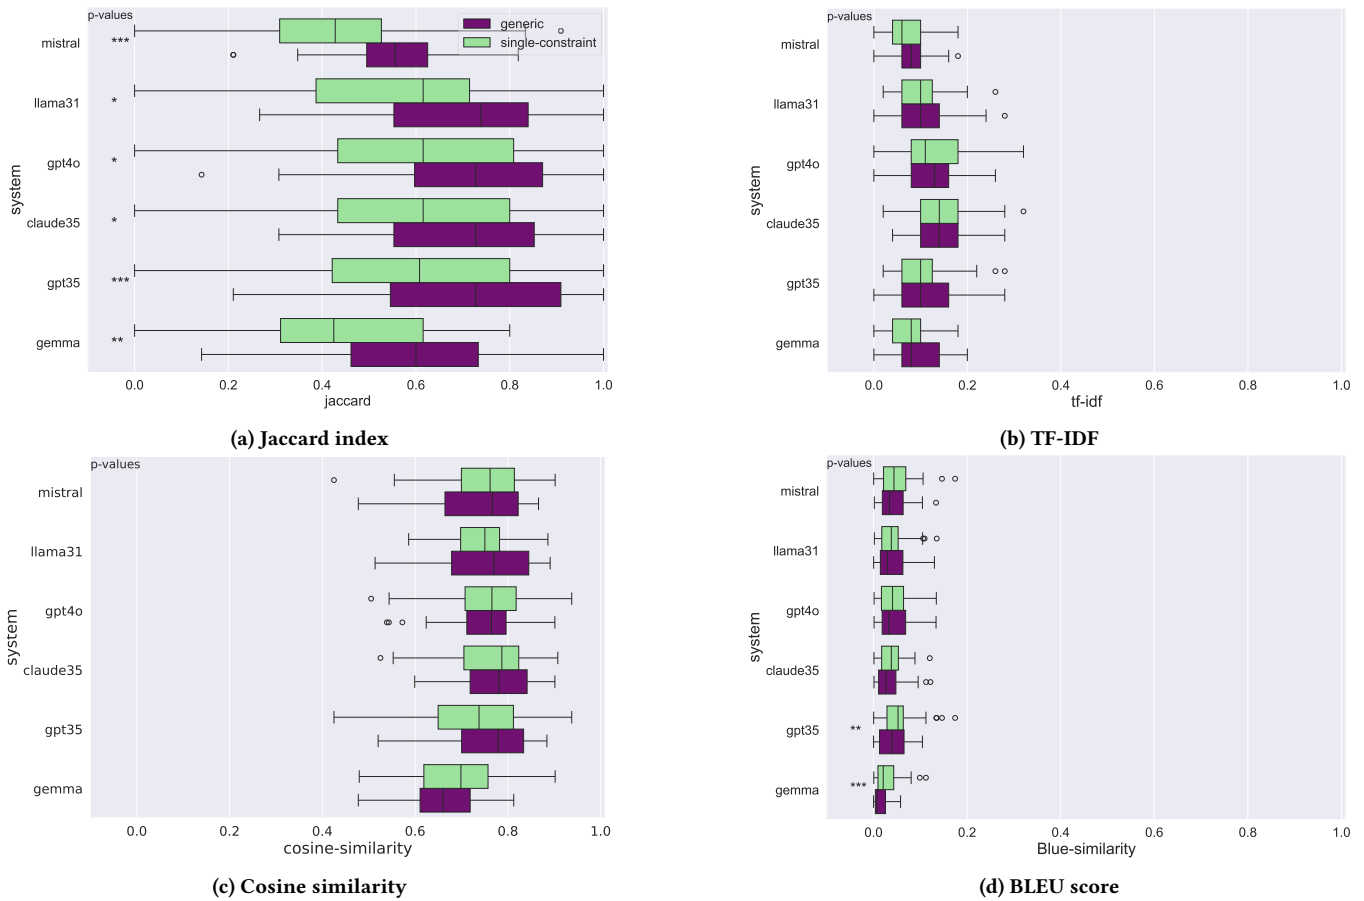 p-values
generic
single-constraint
mistral
***
llama31
*
gpt4o
*
claude35
*
gpt35
***
gemma
**
system
0.0 0.2 0.4 0.6 0.8 1.0
jaccard
(a) Jaccard index
p-values
mistral
llama31
gpt4o
claude35
gpt35
gemma
system
0.0 0.2 0.4 0.6 0.8 1.0
tf-idf
(b) TF-IDF
p-values
mistral
llama31
gpt4o
claude35
gpt35
gemma
system
0.0 0.2 0.4 0.6 0.8 1.0
cosine-similarity
(c) Cosine similarity
p-values
mistral
llama31
gpt4o
claude35
gpt35
**
gemma
***
system
0.0 0.2 0.4 0.6 0.8 1.0
Blue-similarity
(d) BLEU score